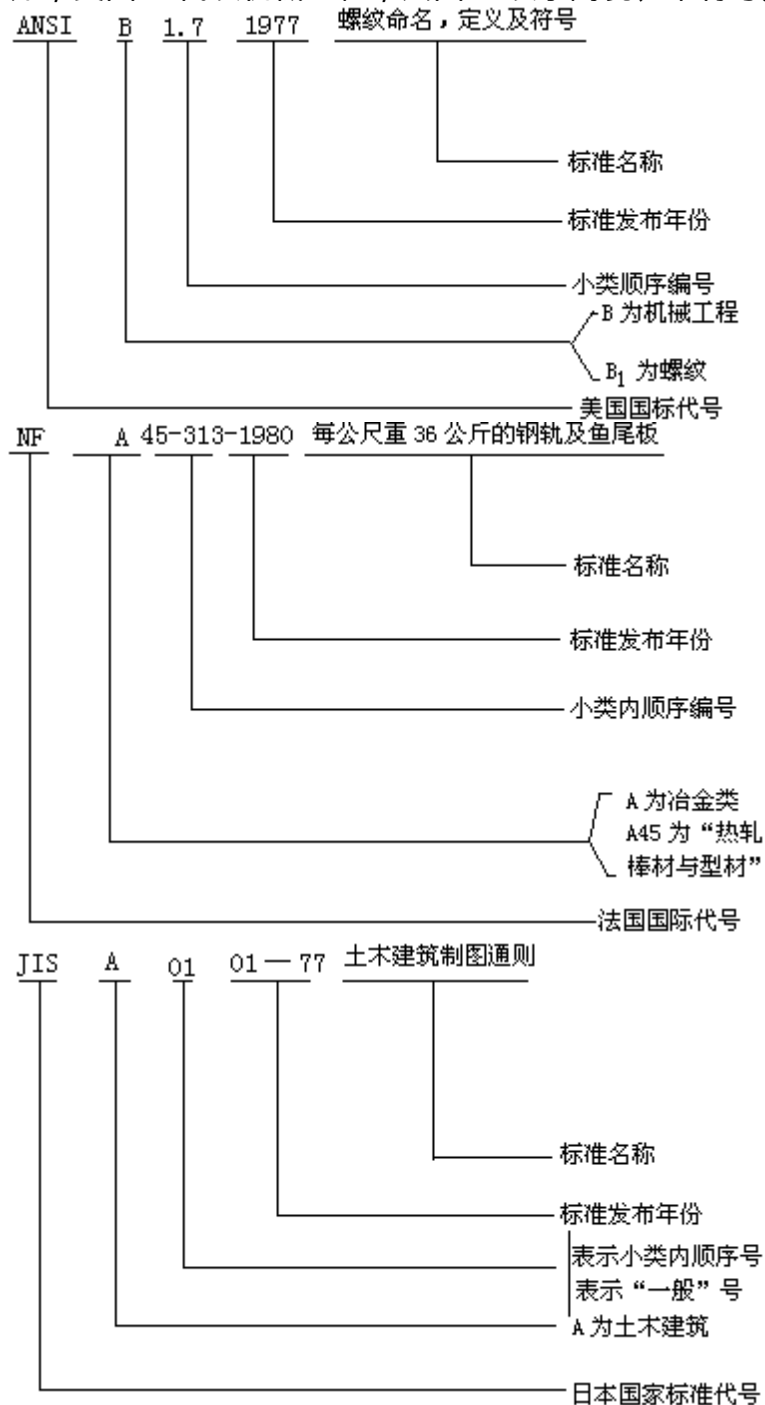 ANSI B 1.7 1977 螺纹命名，定义及符号
标准名称
标准发布年份
小类顺序编号
B 为机械工程
B1 为螺纹
美国国标代号
NF A 45-313-1980 每公尺重 36 公斤的钢轨及鱼尾板
标准名称
标准发布年份
小类内顺序编号
A 为冶金类
A45 为“热轧
棒材与型材”
法国国际代号
JIS A 01 01—77 土木建筑制图通则
标准名称
标准发布年份
表示小类内顺序号
表示“一般”号
A 为土木建筑
日本国家标准代号